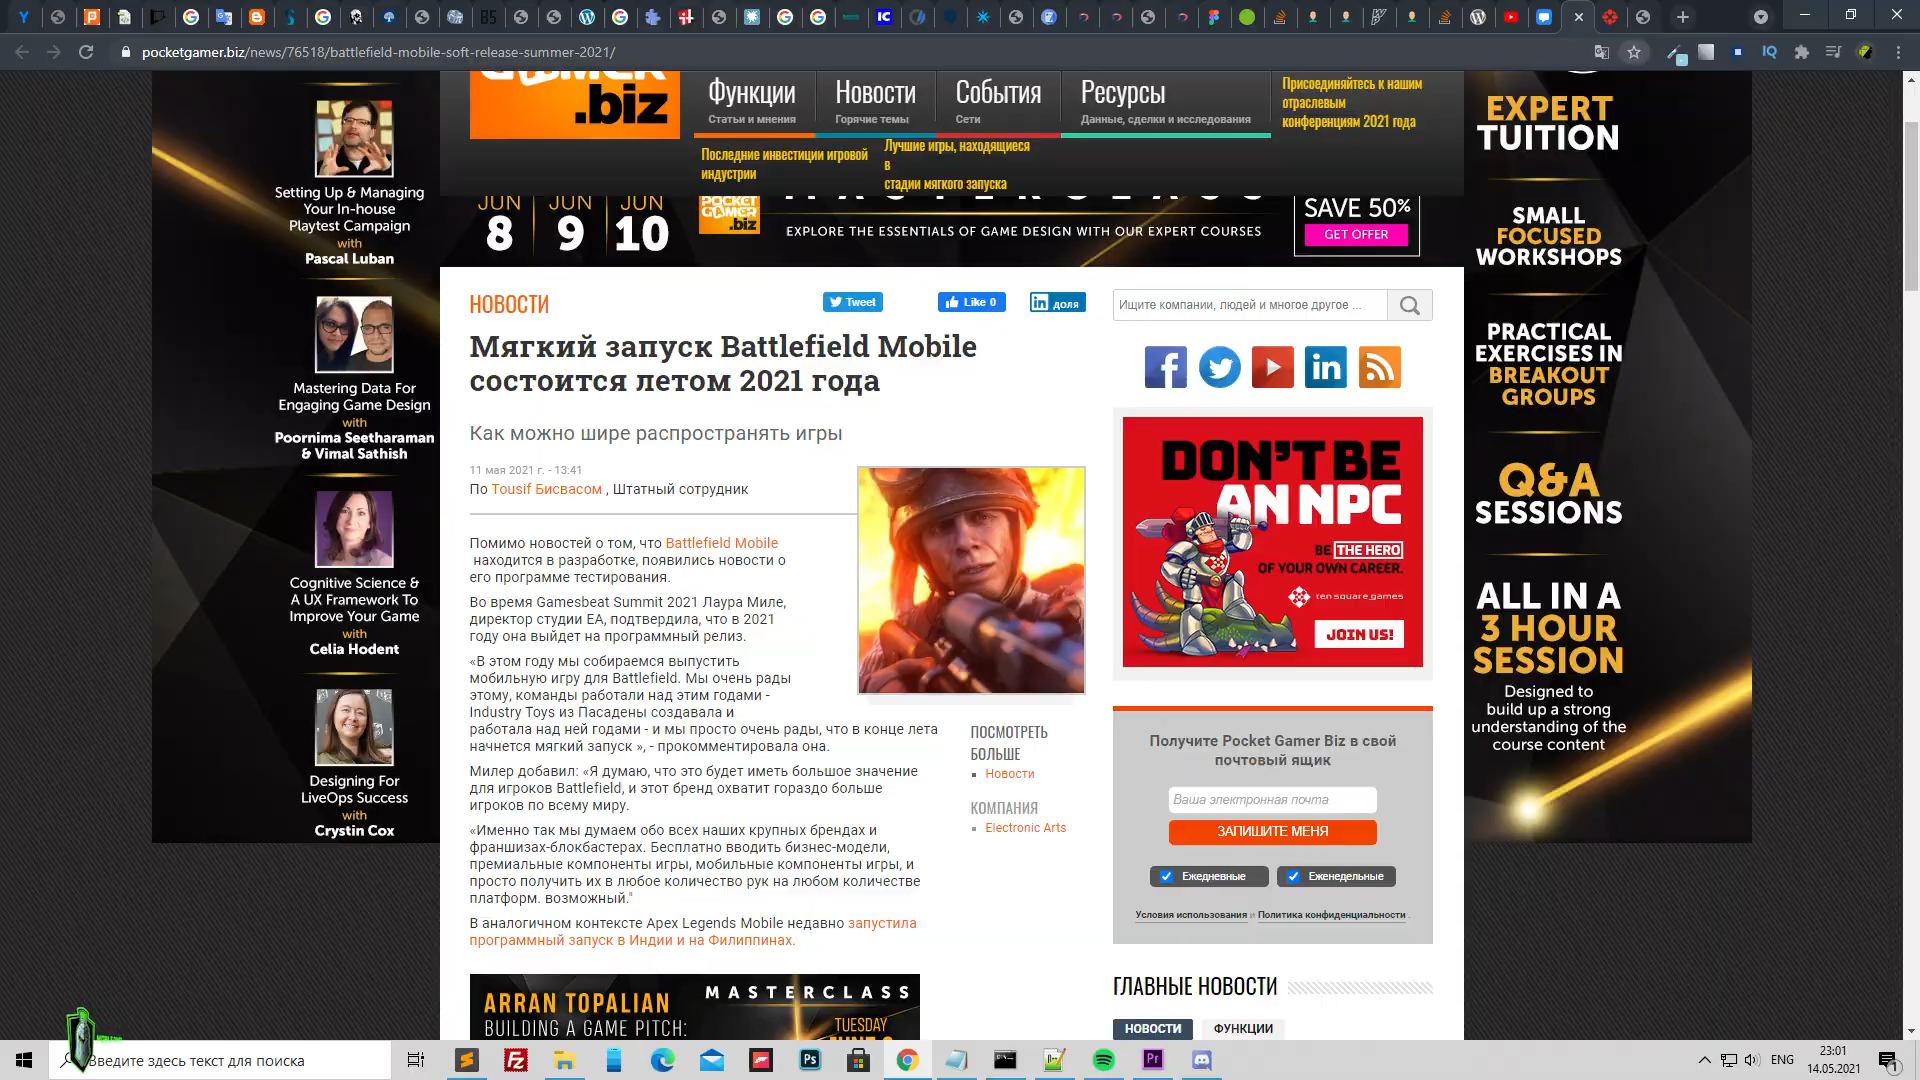 pocketgamer.biz/news/76518/battlefield-mobile-soft-release-summer-2021/
.biz
Функции
Статьи и мнения
Новости
Горячие темы
События
Сети
Ресурсы
Данные, сделки и исследования
Присоединяйтесь к нашим
отраслевым
конференциям 2021 года
Последние инвестиции игровой
индустрии
Лучшие игры, находящиеся
в
стадии мягкого запуска
JUN JUN JUN
8 9 10
POCKET
GAMER
.biz
EXPLORE THE ESSENTIALS OF GAME DESIGN WITH OUR EXPERT COURSES
SAVE 50%
GET OFFER
Setting Up & Managing
Your In-house
Playtest Campaign
with
Pascal Luban
Mastering Data For
Engaging Game Design
with
Poornima Seetharaman
& Vimal Sathish
Cognitive Science &
A UX Framework To
Improve Your Game
with
Celia Hodent
Designing For
LiveOps Success
with
Crystin Cox
НОВОСТИ
Tweet
Like 0
in доля
Мягкий запуск Battlefield Mobile
состоится летом 2021 года
Как можно шире распространять игры
11 мая 2021 г. - 13:41
По Tousif Бисвасом , Штатный сотрудник
Помимо новостей о том, что Battlefield Mobile
находится в разработке, появились новости о
его программе тестирования.
Во время Gamesbeat Summit 2021 Лаура Миле,
директор студии EA, подтвердила, что в 2021
году она выйдет на программный релиз.
«В этом году мы собираемся выпустить
мобильную игру для Battlefield. Мы очень рады
этому, команды работали над этим годами -
Industry Toys из Пасадены создавала и
работала над ней годами - и мы просто очень рады, что в конце лета
начнется мягкий запуск », - прокомментировала она.
Милер добавил: «Я думаю, что это будет иметь большое значение
для игроков Battlefield, и этот бренд охватит гораздо больше
игроков по всему миру.
«Именно так мы думаем обо всех наших крупных брендах и
франшизах-блокбастерах. Бесплатно вводить бизнес-модели,
премиальные компоненты игры, мобильные компоненты игры, и
просто получить их в любое количество рук на любом количестве
платформ. возможный."
В аналогичном контексте Apex Legends Mobile недавно запустила
программный запуск в Индии и на Филиппинах.
ПОСМОТРЕТЬ
БОЛЬШЕ
Новости
КОМПАНИЯ
Electronic Arts
ARRAN TOPALIAN
BUILDING A GAME PITCH:
MASTERCLASS
TUESDAY
Ищите компании, людей и многое другое ...
DON'T BE
AN NPC
BE THE HERO
OF YOUR OWN CAREER.
ten square games
JOIN US!
Получите Pocket Gamer Biz в свой
почтовый ящик
Ваша электронная почта
ЗАПИШИТЕ МЕНЯ
Ежедневные
Еженедельные
Условия использования и Политика конфиденциальности .
ГЛАВНЫЕ НОВОСТИ
НОВОСТИ
ФУНКЦИИ
EXPERT
TUITION
SMALL
FOCUSED
WORKSHOPS
PRACTICAL
EXERCISES IN
BREAKOUT
GROUPS
Q&A
SESSIONS
ALL IN A
3 HOUR
SESSION
Designed to
build up a strong
understanding of the
course content
Введите здесь текст для поиска
ENG
23:01
14.05.2021